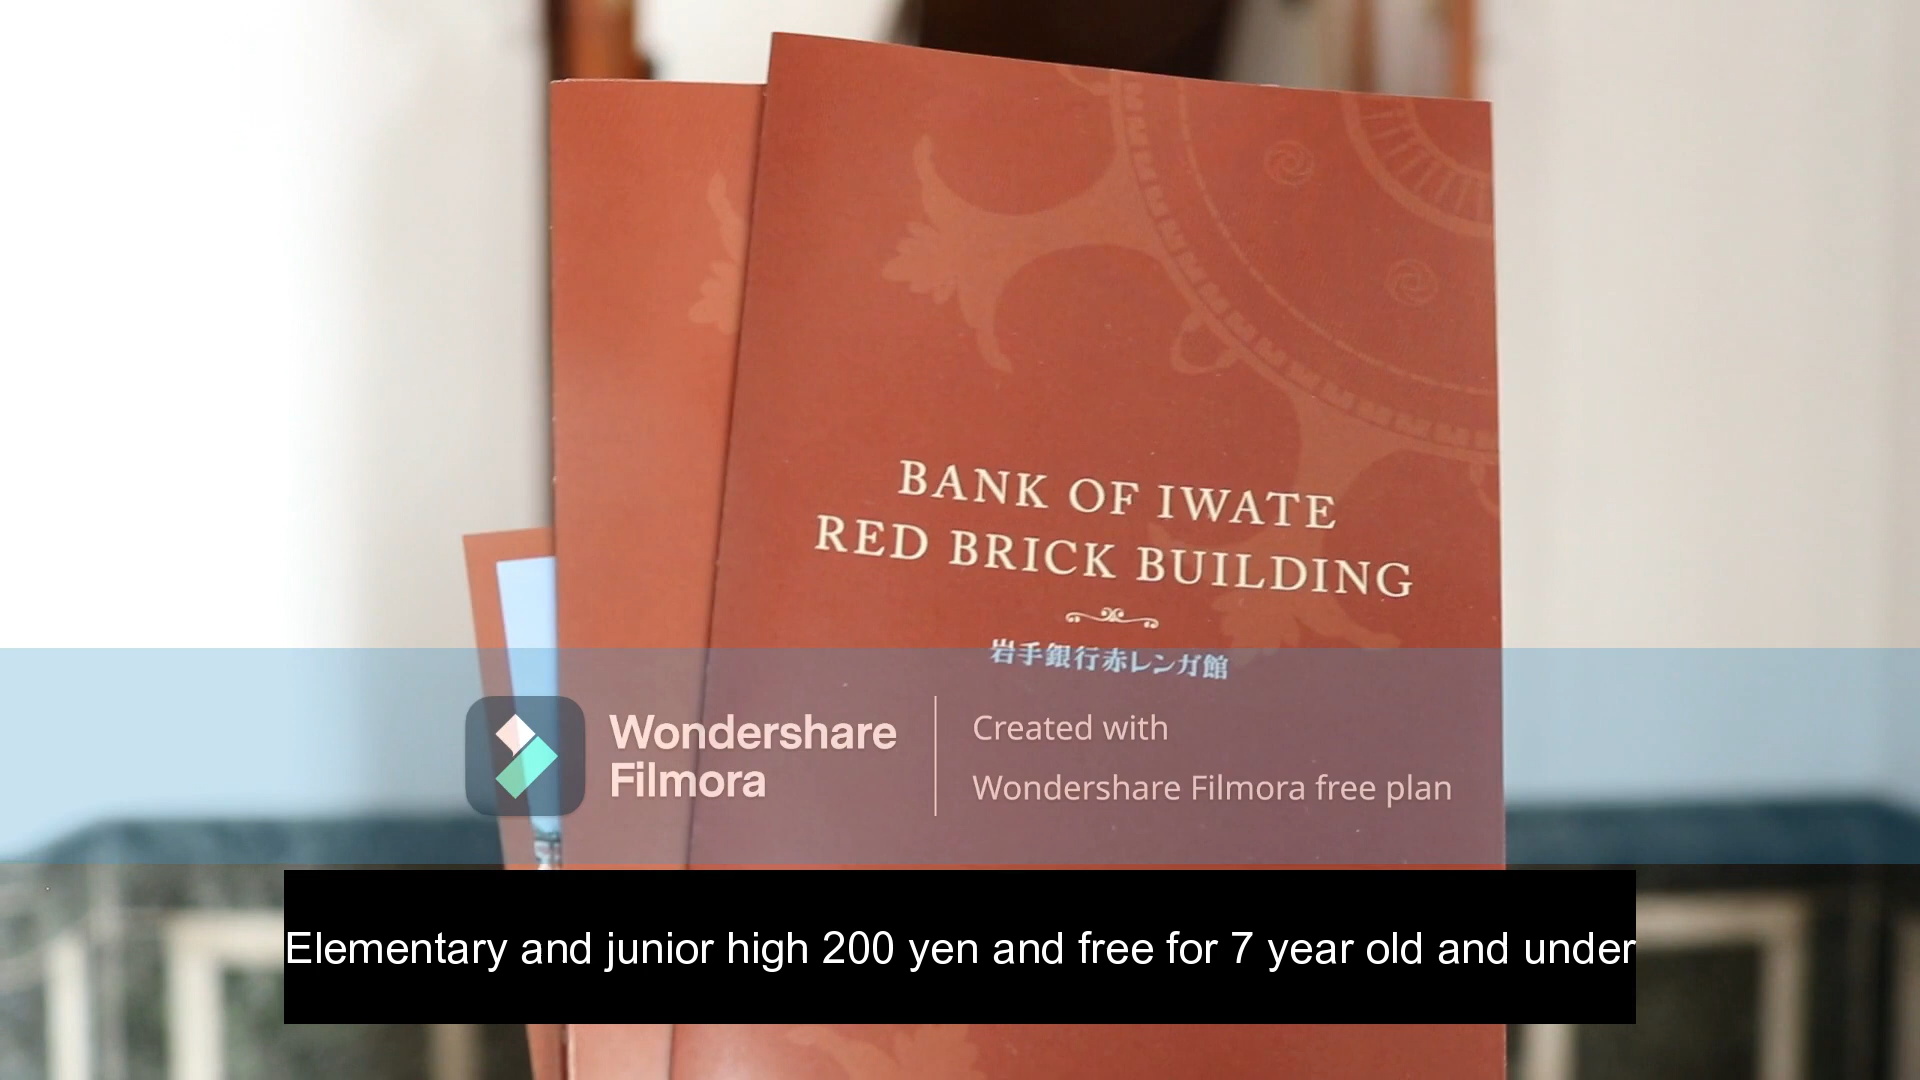 BANK OF IWATE
RED BRICK BUILDING
岩手銀行赤レンガ館
Wondershare
Filmora
Created with
Wondershare Filmora free plan
Elementary and junior high 200 yen and free for 7 year old and under